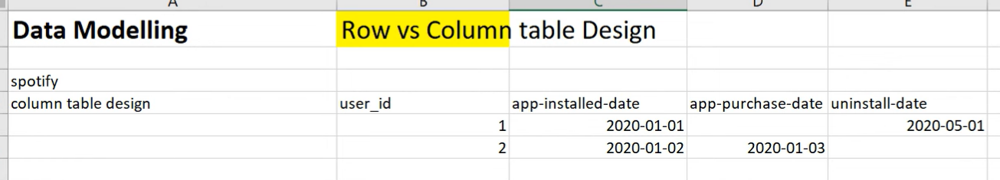 A B C D E
Data Modelling Row vs Column table Design
spotify
column table design user_id app-installed-date app-purchase-date uninstall-date
1 2020-01-01 2020-05-01
2 2020-01-02 2020-01-03